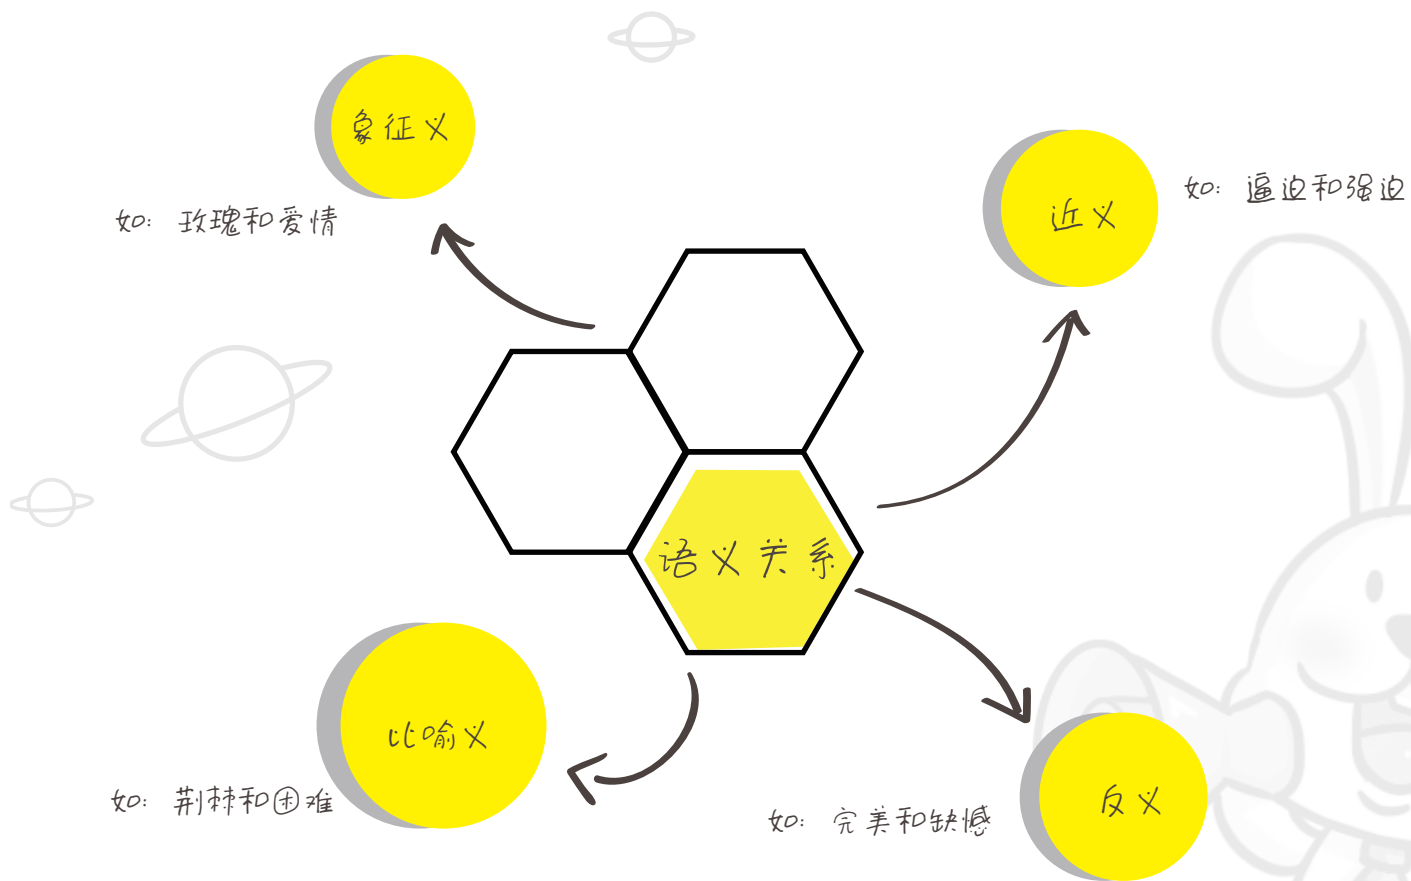 象征义
如：玫瑰和爱情
近义
如：逼迫和强迫
语义关系
比喻义
如：荆棘和困难
反义
如：完美和缺憾